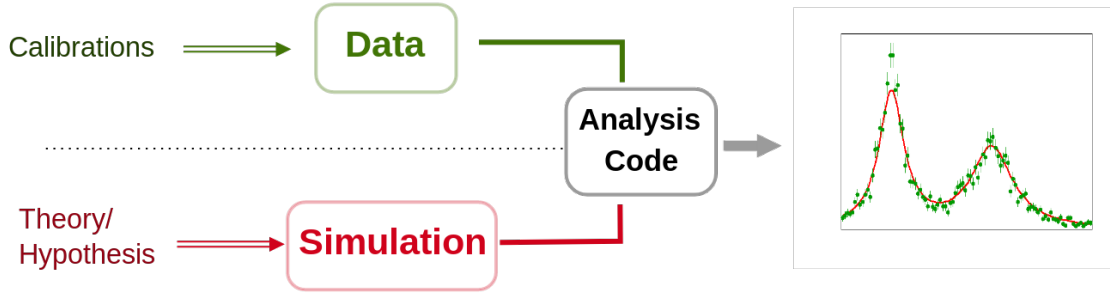 Calibrations
Data
Analysis
Code
Theory/
Hypothesis
Simulation